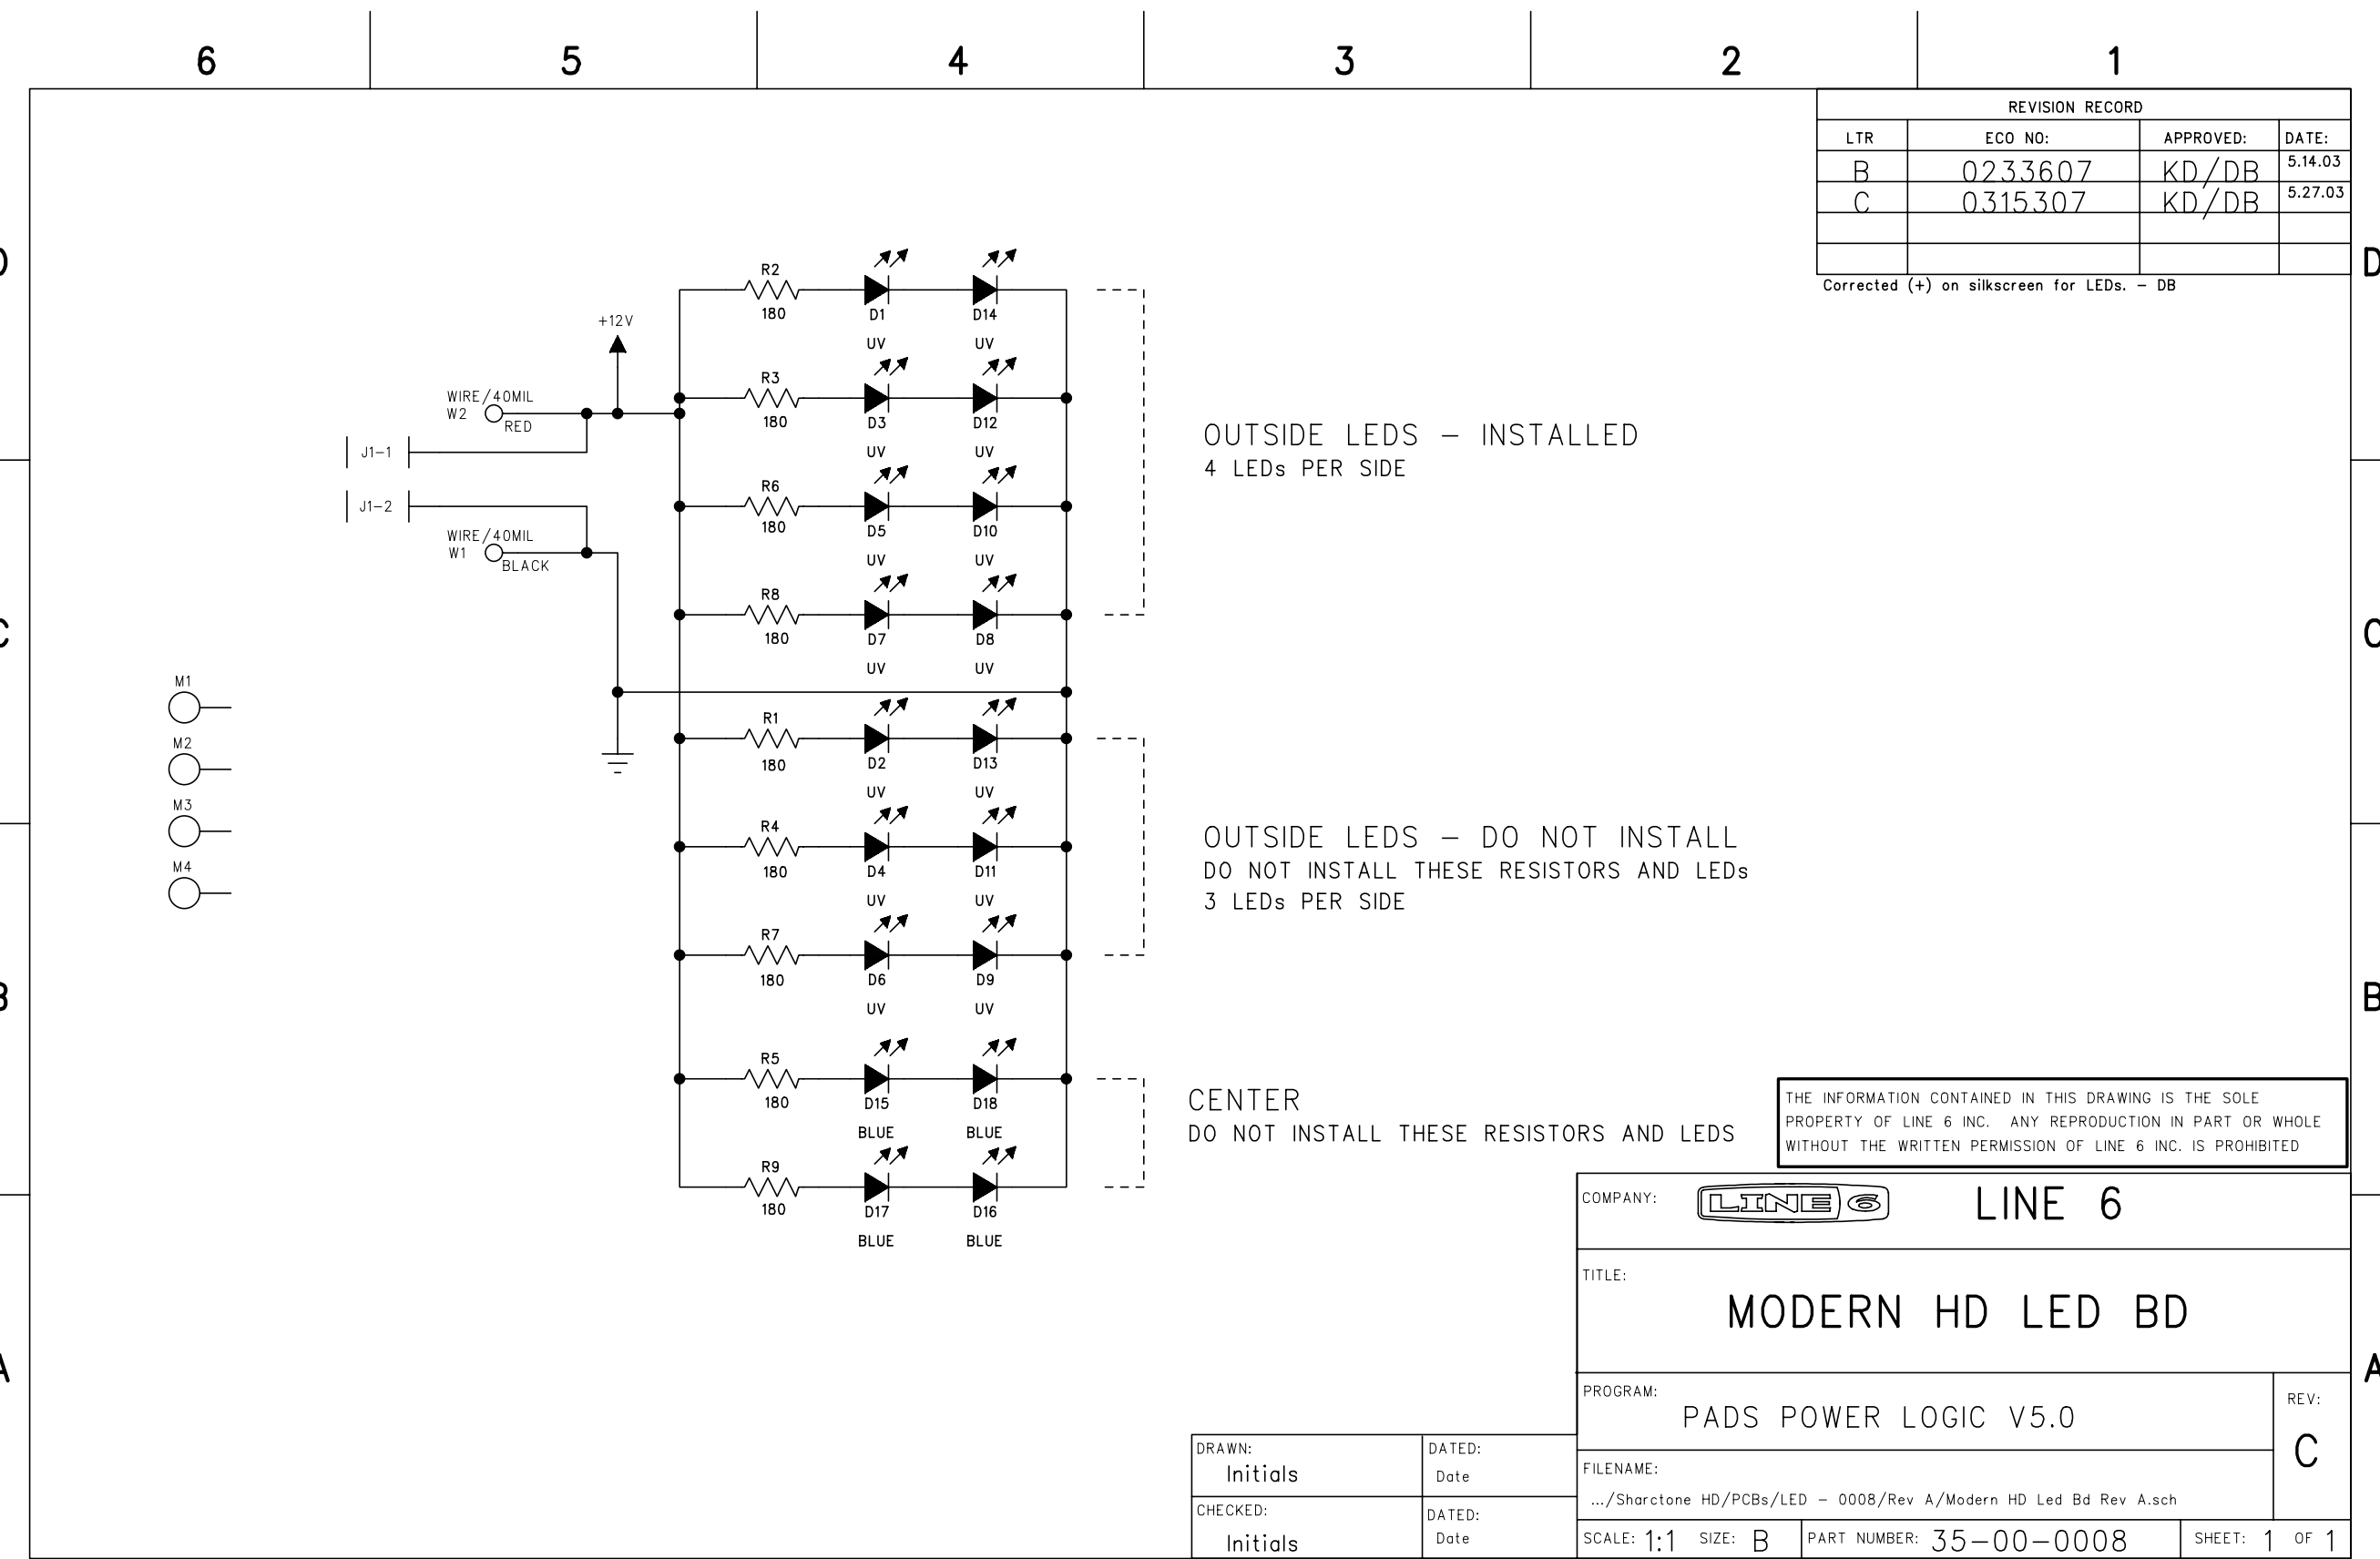 6 5 4 3 2 1
REVISION RECORD
LTR ECO NO: APPROVED: DATE:
B 0233607 KD/DB 5.14.03
C 0315307 KD/DB 5.27.03
Corrected (+) on silkscreen for LEDs. - DB
D D
R2
180 D1 D14
UV UV
+12V
R3
180 D3 D12
UV UV
WIRE/40MIL
W2
RED
J1-1
OUTSIDE LEDS - INSTALLED
4 LEDs PER SIDE
R6
180 D5 D10
UV UV
J1-2
WIRE/40MIL
W1
BLACK
R8
180 D7 D8
UV UV
C C
M1
M2
M3
M4
R1
180 D2 D13
UV UV
R4
180 D4 D11
UV UV
OUTSIDE LEDS - DO NOT INSTALL
DO NOT INSTALL THESE RESISTORS AND LEDs
3 LEDs PER SIDE
R7
180 D6 D9
UV UV
B B
R5
180 D15 D18
BLUE BLUE
CENTER
DO NOT INSTALL THESE RESISTORS AND LEDS
R9
180 D17 D16
BLUE BLUE
THE INFORMATION CONTAINED IN THIS DRAWING IS THE SOLE
PROPERTY OF LINE 6 INC. ANY REPRODUCTION IN PART OR WHOLE
WITHOUT THE WRITTEN PERMISSION OF LINE 6 INC. IS PROHIBITED
COMPANY: LINE 6 LINE 6
TITLE:
MODERN HD LED BD
A A
PROGRAM:
PADS POWER LOGIC V5.0
REV:
C
DRAWN:
Initials
DATED:
Date
CHECKED:
Initials
DATED:
Date
FILENAME:
.../Sharctone HD/PCBs/LED - 0008/Rev A/Modern HD Led Bd Rev A.sch
SCALE: 1:1 SIZE: B PART NUMBER: 35-00-0008 SHEET: 1 OF 1